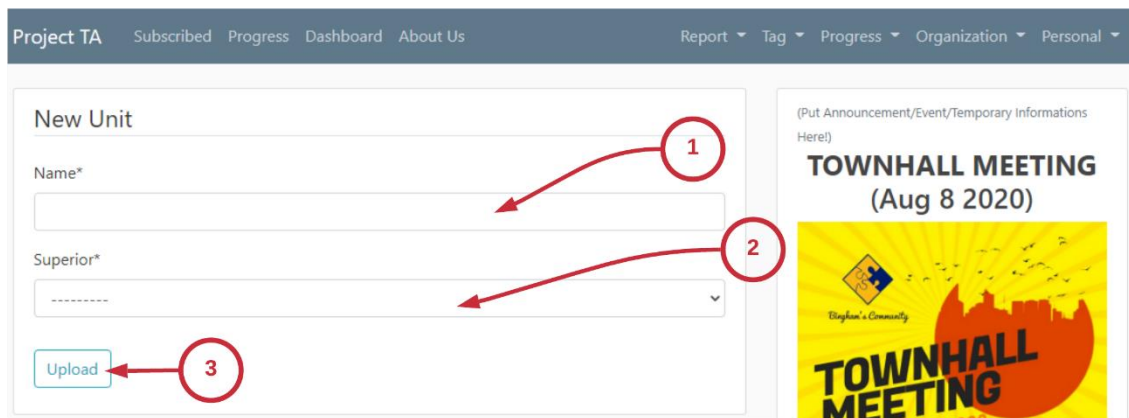 Project TA Subscribed Progress Dashboard About Us Report Tag Progress Organization Personal
New Unit
1
Name*
Superior*
2
---------
Upload
3
(Put Announcement/Event/Temporary Informations
Here!)
TOWNHALL MEETING
(Aug 8 2020)
Bingham's Community
TOWNHALL
MEETING